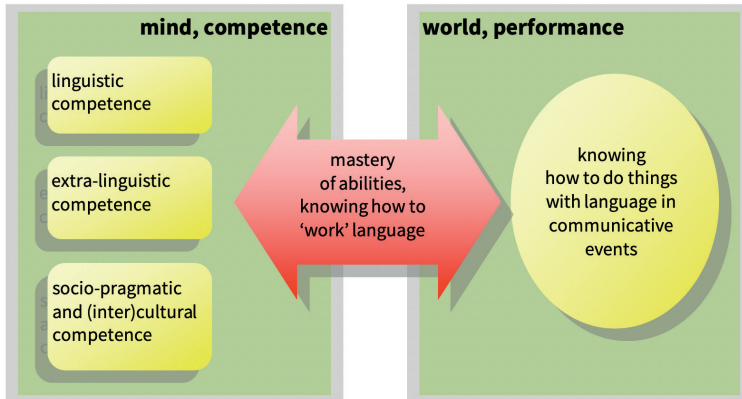 mind, competence
world, performance
linguistic
competence
extra-linguistic
competence
socio-pragmatic
and (inter)cultural
competence
mastery
of abilities,
knowing how to
‘work’ language
knowing
how to do things
with language in
communicative
events